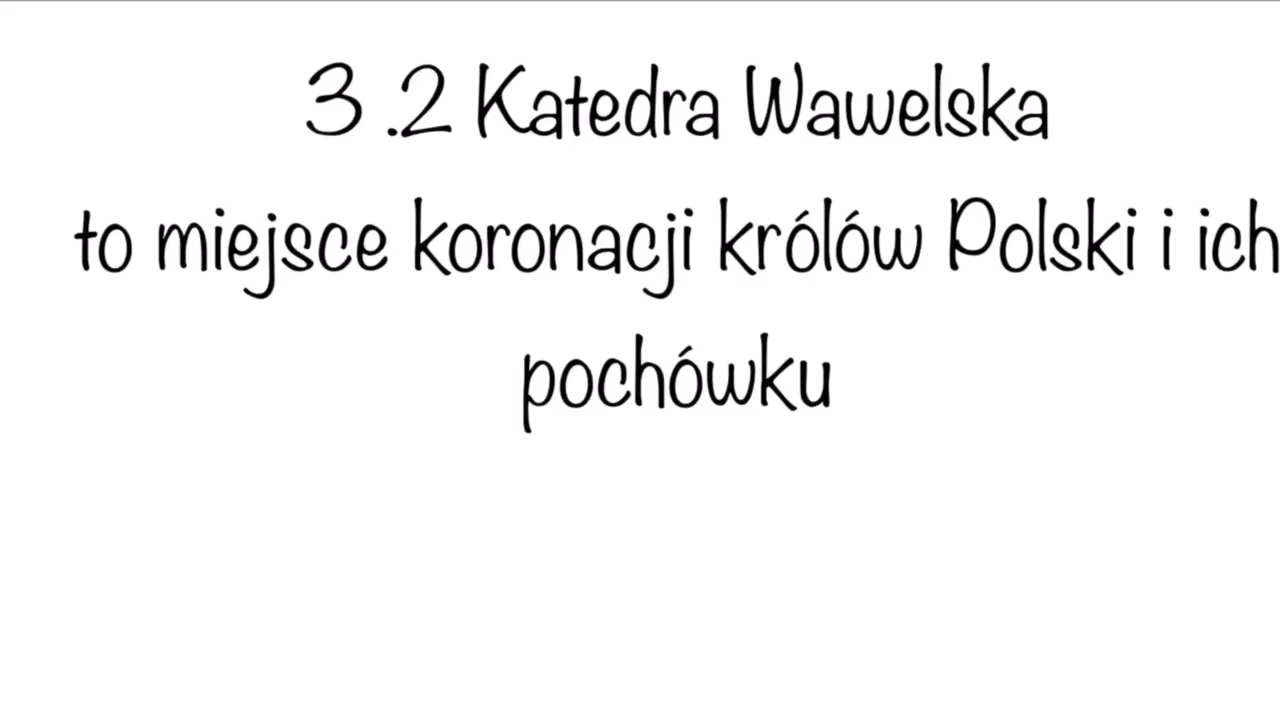 3 .2 Katedra Wawelska
to miejsce koronacji królów Polski i ich
pochówku